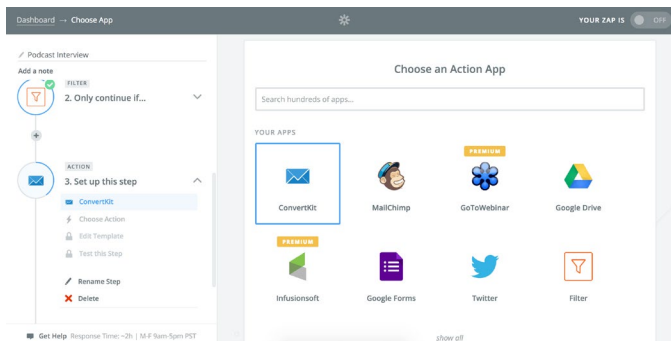 Dashboard → Choose App
YOUR ZAP IS OFF
Podcast Interview
Add a note
FILTER
2. Only continue if...
ACTION
3. Set up this step
ConvertKit
Choose Action
Edit Template
Test this Step
Rename Step
Delete
Get Help Response Time: ~2h | M-F 9am-5pm PST
Choose an Action App
Search hundreds of apps...
YOUR APPS
PREMIUM
ConvertKit MailChimp GoToWebinar Google Drive
PREMIUM
Infusionsoft Google Forms Twitter Filter
show all